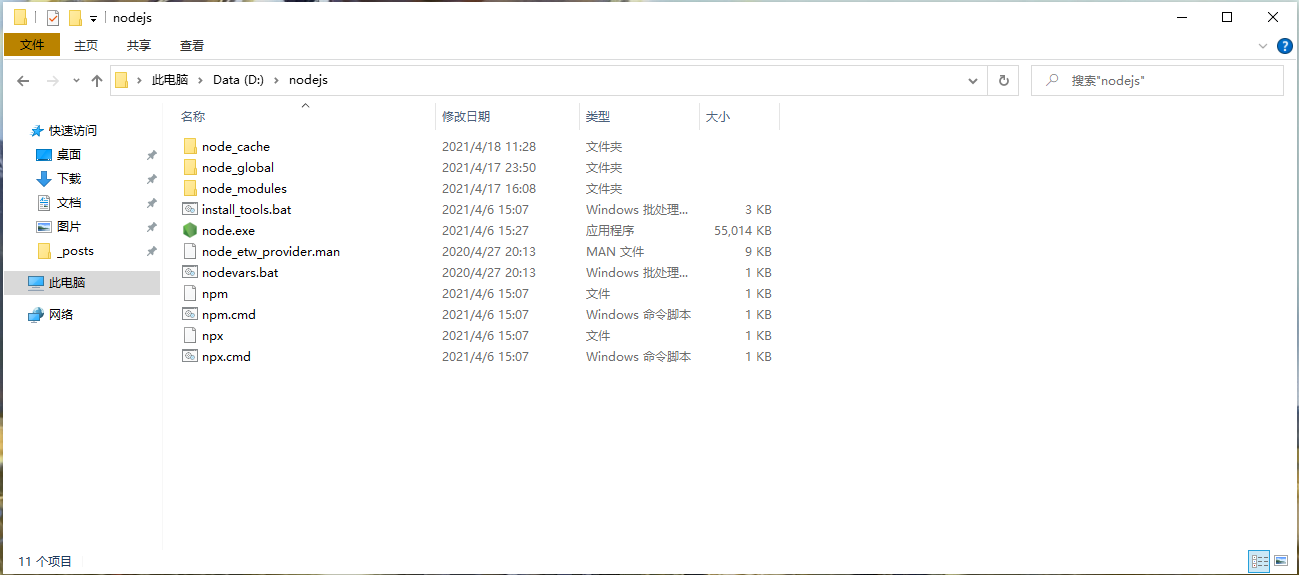 nodejs
文件 主页 共享 查看
此电脑 Data (D:) nodejs 搜索"nodejs"
快速访问
桌面
下载
文档
图片
_posts
此电脑
网络
名称 修改日期 类型 大小
node_cache 2021/4/18 11:28 文件夹
node_global 2021/4/17 23:50 文件夹
node_modules 2021/4/17 16:08 文件夹
install_tools.bat 2021/4/6 15:07 Windows 批处理... 3 KB
node.exe 2021/4/6 15:27 应用程序 55,014 KB
node_etw_provider.man 2020/4/27 20:13 MAN 文件 9 KB
nodevars.bat 2020/4/27 20:13 Windows 批处理... 1 KB
npm 2021/4/6 15:07 文件 1 KB
npm.cmd 2021/4/6 15:07 Windows 命令脚本 1 KB
npx 2021/4/6 15:07 文件 1 KB
npx.cmd 2021/4/6 15:07 Windows 命令脚本 1 KB
11 个项目